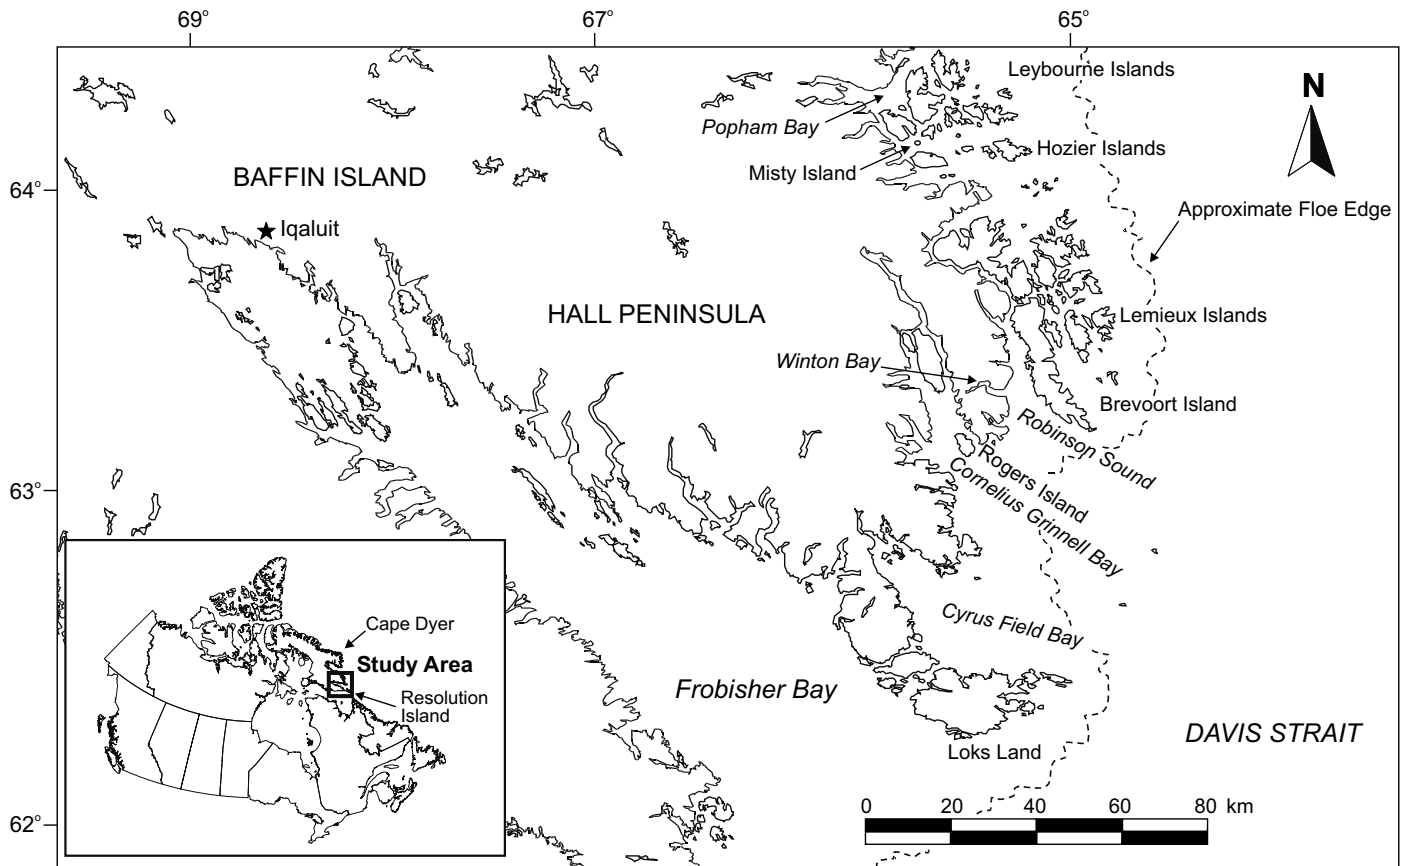 69° 67° 65°
Leybourne Islands
N
Popham Bay
Hozier Islands
Misty Island
BAFFIN ISLAND
64°
Approximate Floe Edge
Iqaluit
HALL PENINSULA
Lemieux Islands
Winton Bay
Brevoort Island
Robinson Sound
Rogers Island
63°
Cornelius Grinnell Bay
Cyrus Field Bay
Cape Dyer
Study Area
Resolution
Island
Frobisher Bay
DAVIS STRAIT
Loks Land
0 20 40 60 80 km
62°